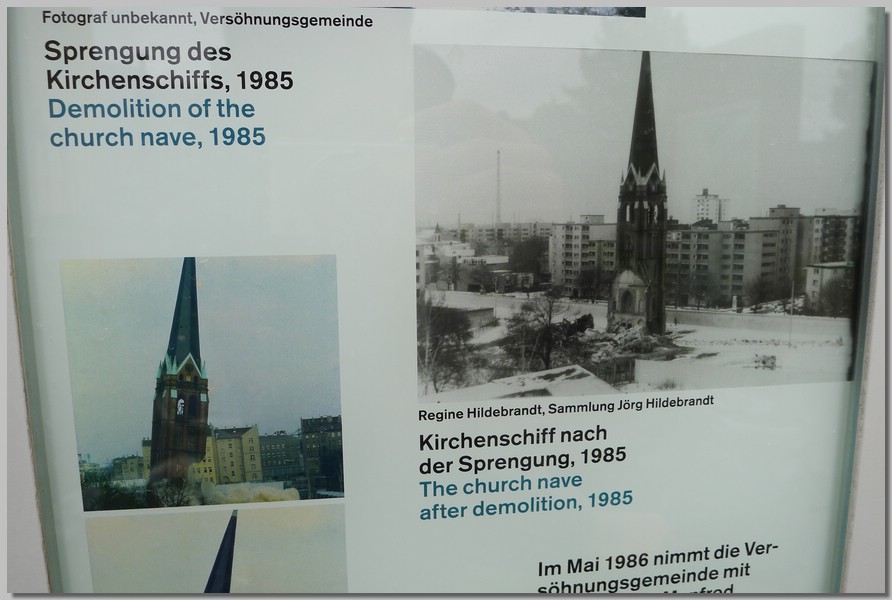 Fotograf unbekannt, Versöhnungsgemeinde
Sprengung des
Kirchenschiffs, 1985
Demolition of the
church nave, 1985
Regine Hildebrandt, Sammlung Jörg Hildebrandt
Kirchenschiff nach
der Sprengung, 1985
The church nave
after demolition, 1985
Im Mai 1986 nimmt die Ver-
söhnungsgemeinde mit